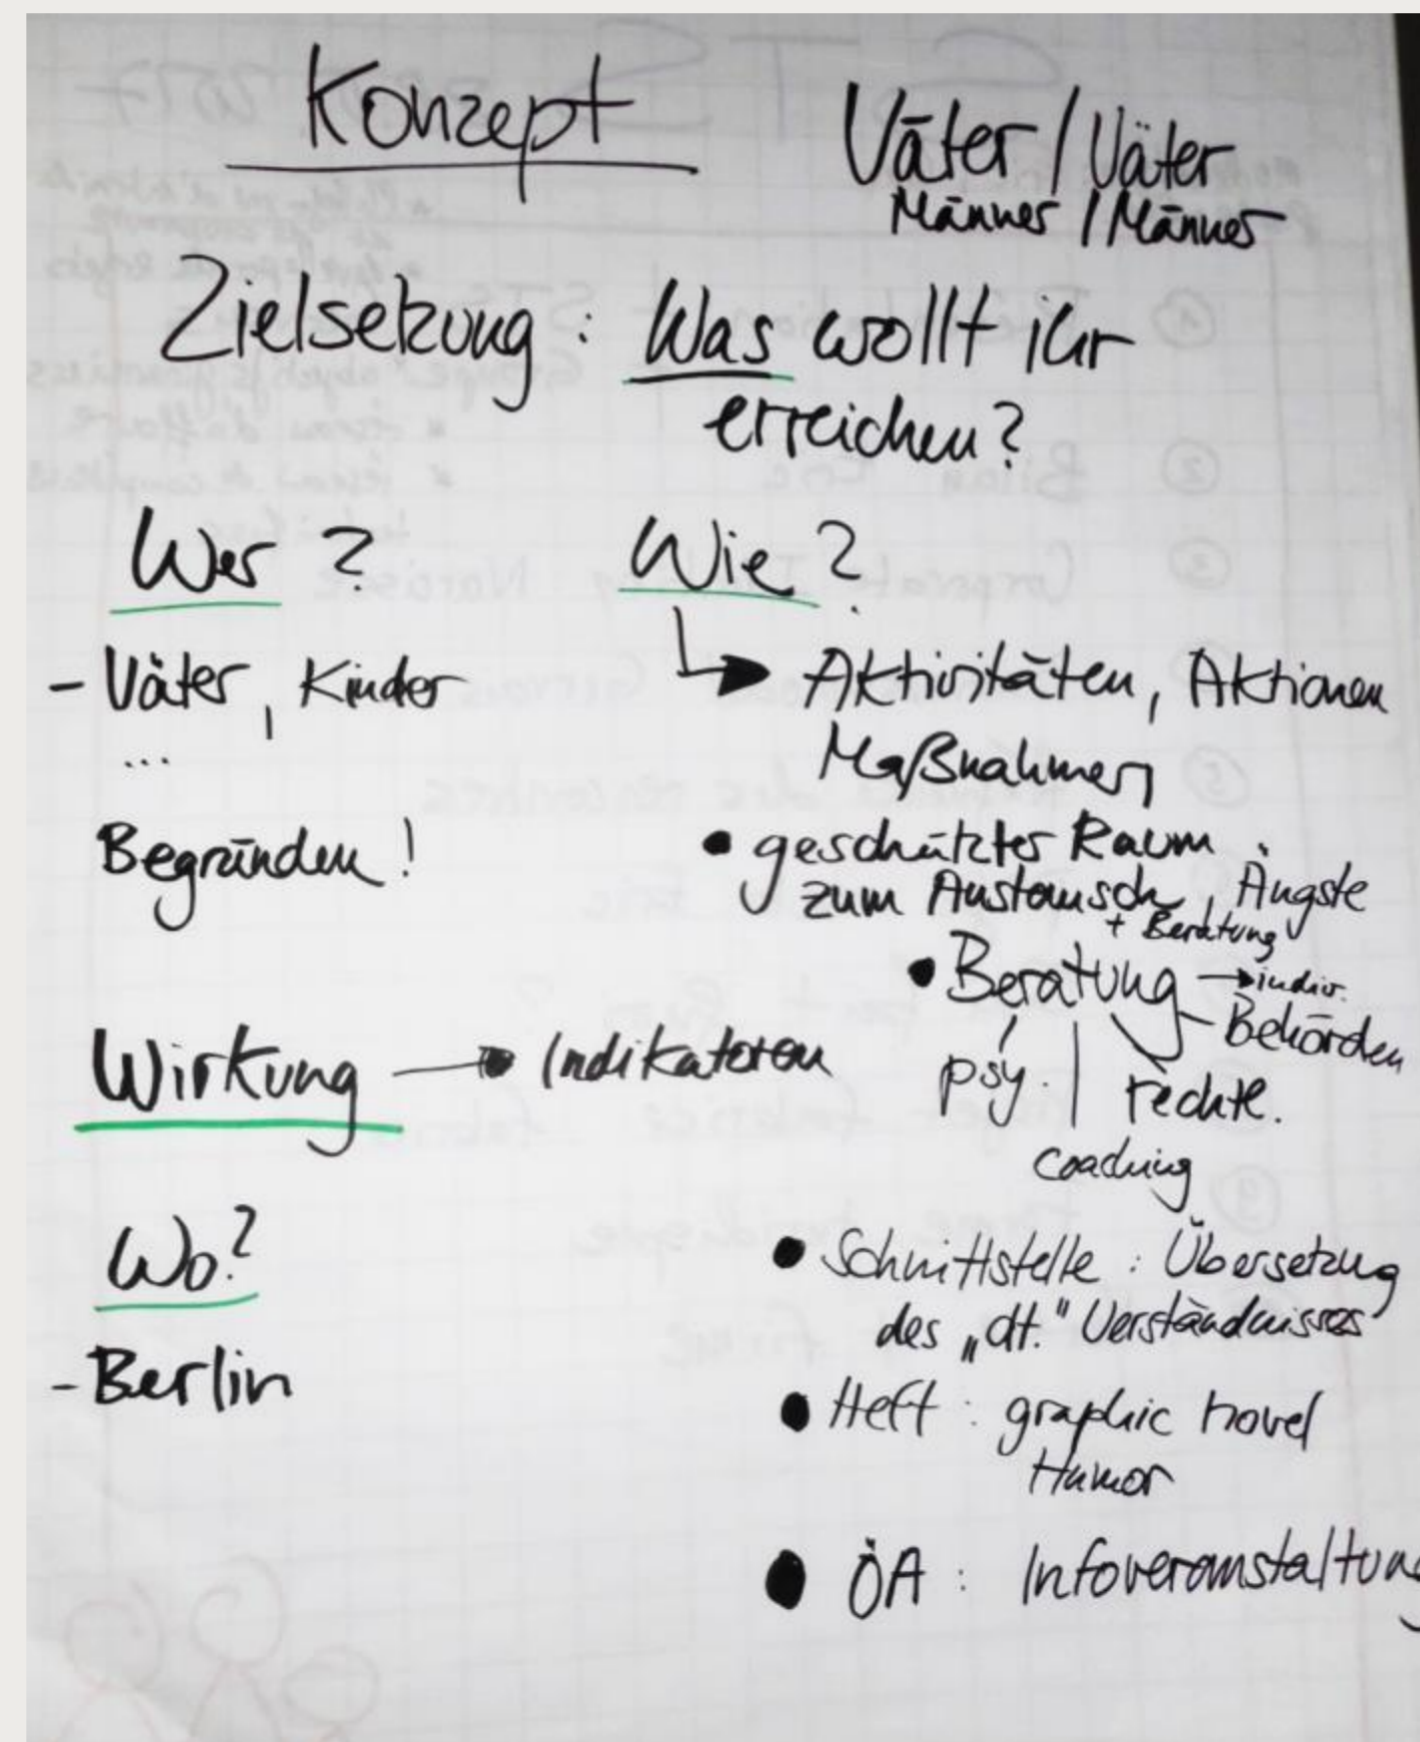 Konzept
Väter / Väter
Männer / Männer
Zielsetzung : Was wollt ihr
erreichen?
Wer ?
- Väter, Kinder
...
Begründen!
Wirkung → Indikatoren
Wo?
- Berlin
Wie ?
Aktivitäten, Aktionen
Maßnahmen
• geschützter Raum
zum Austausch, Ängste
+ Beratung
• Beratung → indiv.
Behörden
psy. rechte.
coaching
• Schnittstelle : Übersetzung
des „dt." Verständnisses
• Heft : graphic novel
Humor
• ÖA : Infoveranstaltung